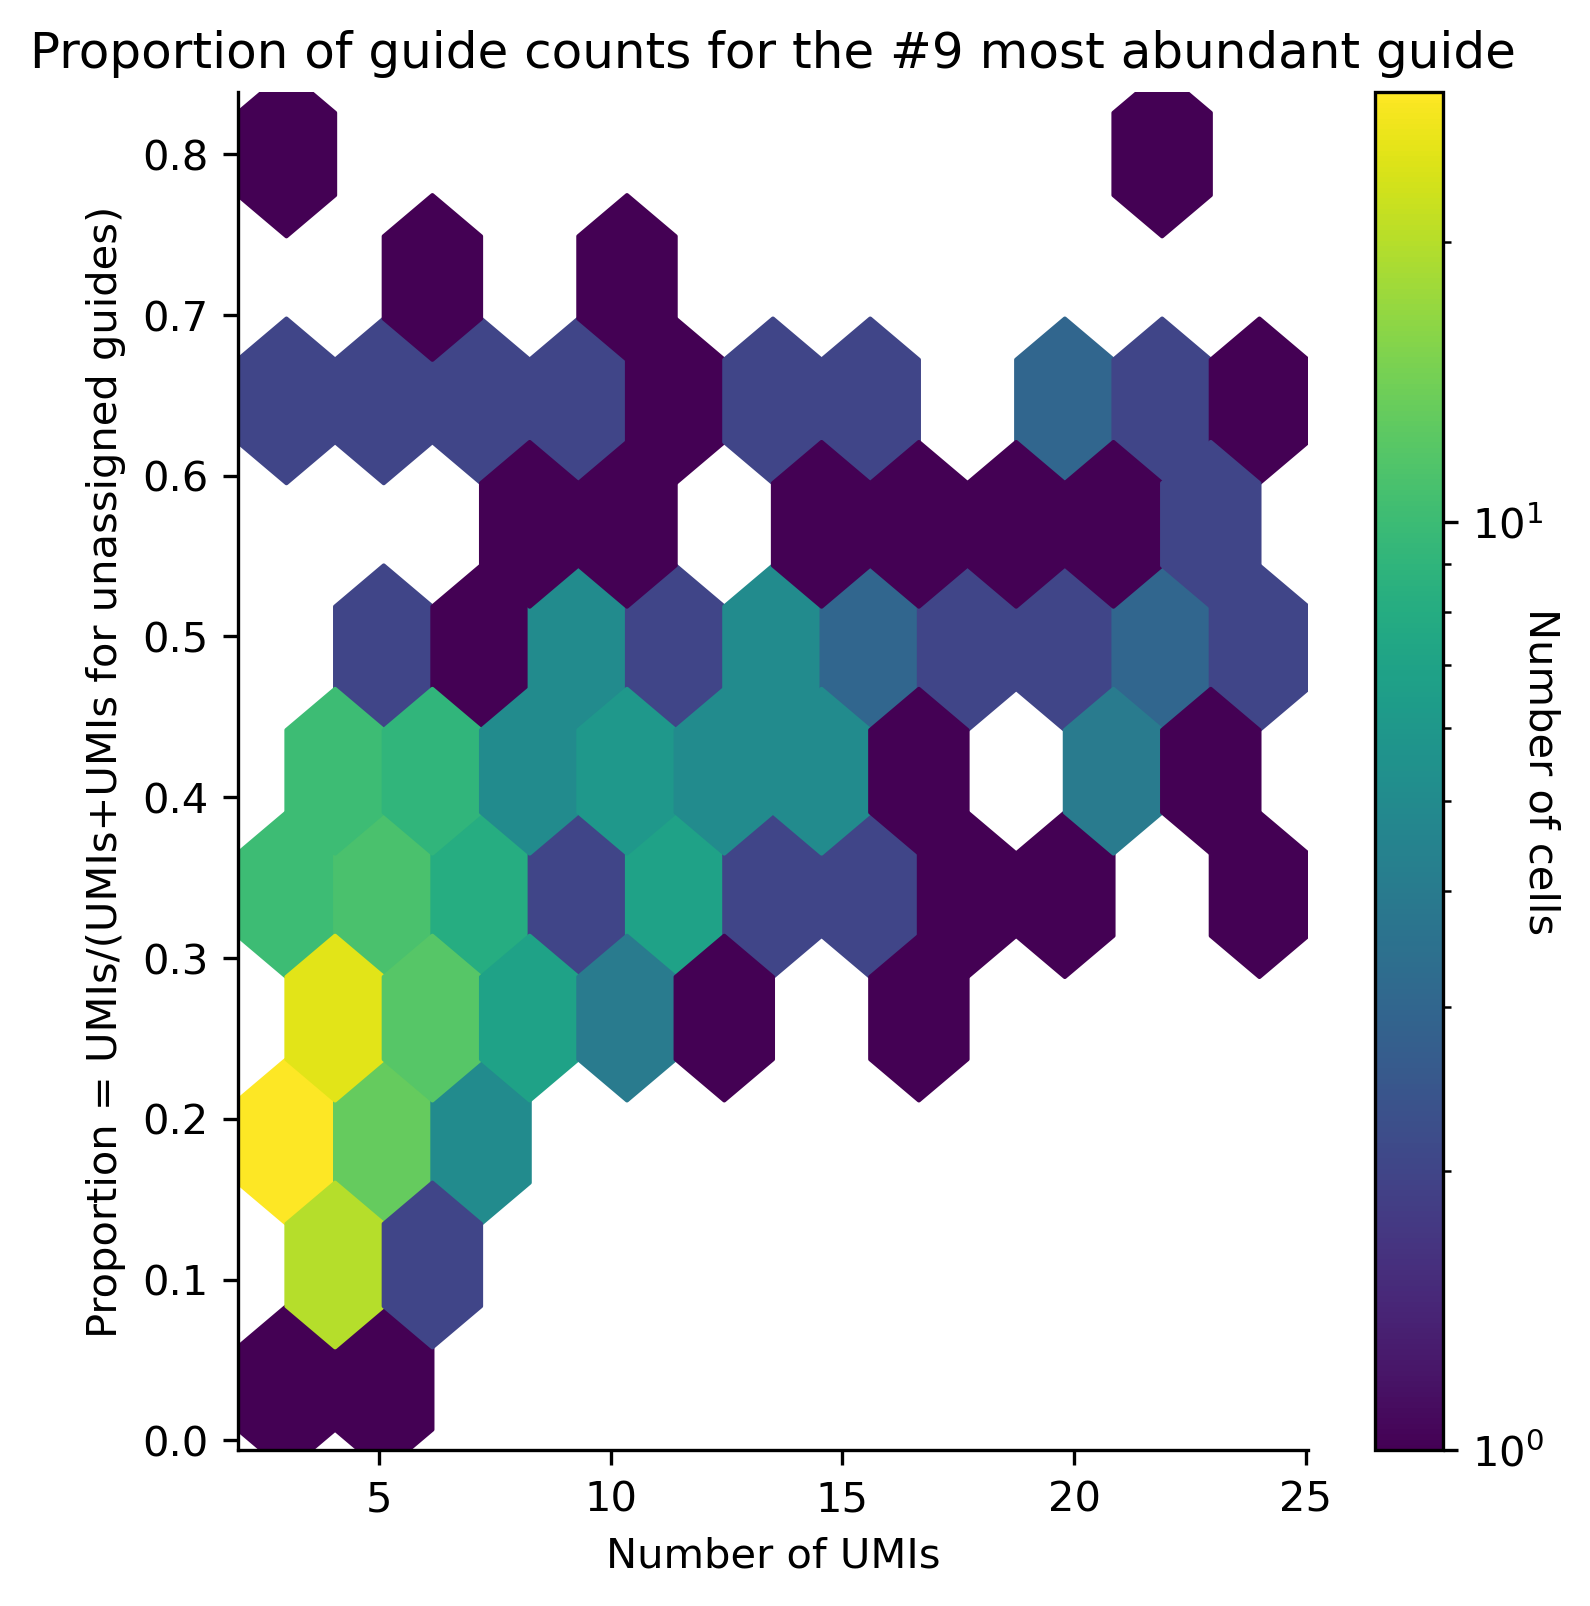 Proportion of guide counts for the #9 most abundant guide
Proportion = UMIs/(UMIs+UMIs for unassigned guides)
0.8
0.7
0.6
0.5
0.4
0.3
0.2
0.1
0.0
5 10 15 20 25
Number of UMIs
10¹
10⁰
Number of cells